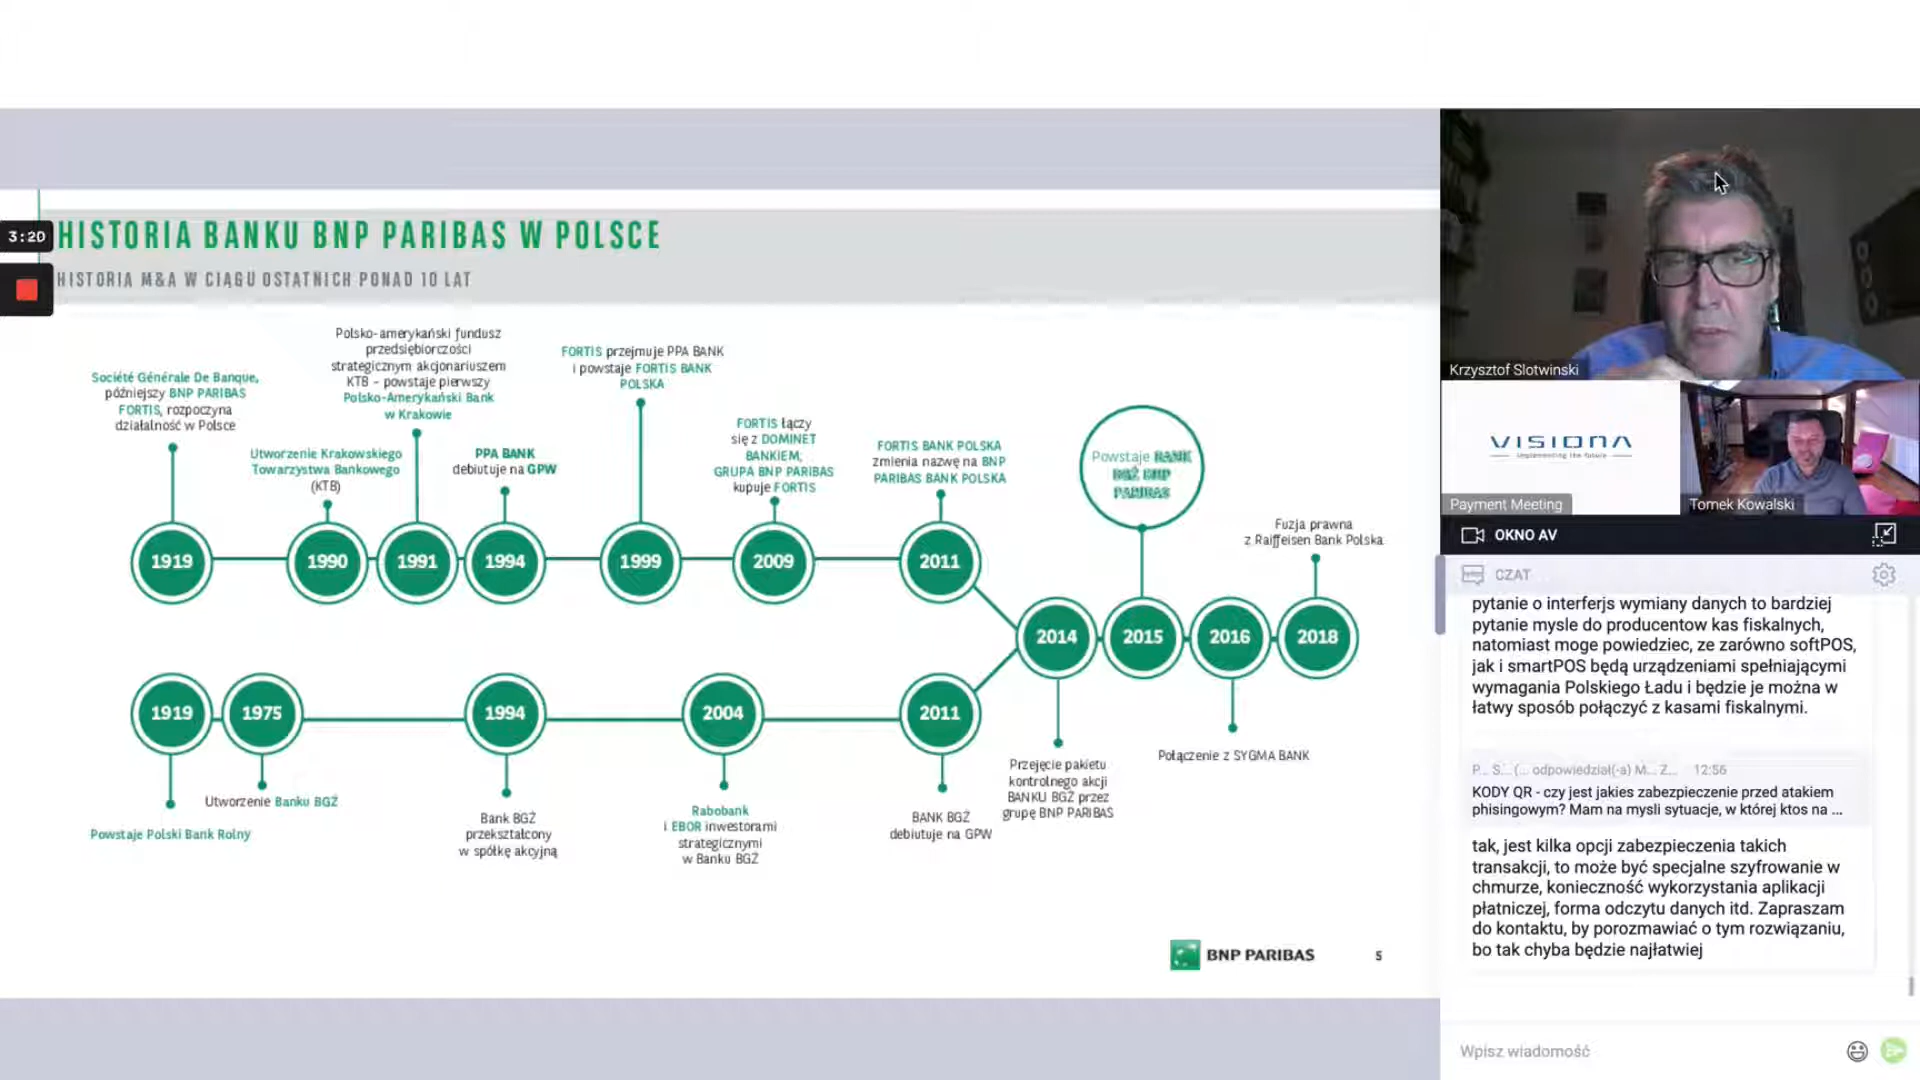 3:20
HISTORIA BANKU BNP PARIBAS W POLSCE
HISTORIA M&A W CIĄGU OSTATNICH PONAD 10 LAT
Société Générale De Banque,
późniejszy BNP PARIBAS
FORTIS, rozpoczyna
działalność w Polsce
Utworzenie Krakowskiego
Towarzystwa Bankowego
(KTB)
Polsko-amerykański fundusz
przedsiębiorczości
strategicznym akcjonariuszem
KTB - powstaje pierwszy
Polsko-Amerykański Bank
w Krakowie
PPA BANK
debiutuje na GPW
FORTIS przejmuje PPA BANK
i powstaje FORTIS BANK
POLSKA
FORTIS łączy
się z DOMINET
BANKIEM,
GRUPA BNP PARIBAS
kupuje FORTIS
FORTIS BANK POLSKA
zmienia nazwę na BNP
PARIBAS BANK POLSKA
Powstaje BANK
BGŻ BNP
PARIBAS
Fuzja prawna
z Raiffeisen Bank Polska
1919
1990
1991
1994
1999
2009
2011
2014
2015
2016
2018
1919
1975
1994
2004
2011
Powstaje Polski Bank Rolny
Utworzenie Banku BGŻ
Bank BGŻ
przekształcony
w spółkę akcyjną
Rabobank
i EBOR inwestorami
strategicznymi
w Banku BGŻ
BANK BGŻ
debiutuje na GPW
Przejęcie pakietu
kontrolnego akcji
BANKU BGŻ przez
grupę BNP PARIBAS
Połączenie z SYGMA BANK
BNP PARIBAS
5
Krzysztof Slotwinski
VISIONA
implementing the future
Payment Meeting
Tomek Kowalski
OKNO AV
CZAT
pytanie o interferjs wymiany danych to bardziej
pytanie mysle do producentow kas fiskalnych,
natomiast moge powiedziec, ze zarówno softPOS,
jak i smartPOS będą urządzeniami spełniającymi
wymagania Polskiego Ładu i będzie je można w
łatwy sposób połączyć z kasami fiskalnymi.
P... S... (... odpowiedział(-a) M... Z... 12:56
KODY QR - czy jest jakies zabezpieczenie przed atakiem
phisingowym? Mam na mysli sytuacje, w której ktos na ...
tak, jest kilka opcji zabezpieczenia takich
transakcji, to może być specjalne szyfrowanie w
chmurze, konieczność wykorzystania aplikacji
płatniczej, forma odczytu danych itd. Zapraszam
do kontaktu, by porozmawiać o tym rozwiązaniu,
bo tak chyba będzie najłatwiej
Wpisz wiadomość